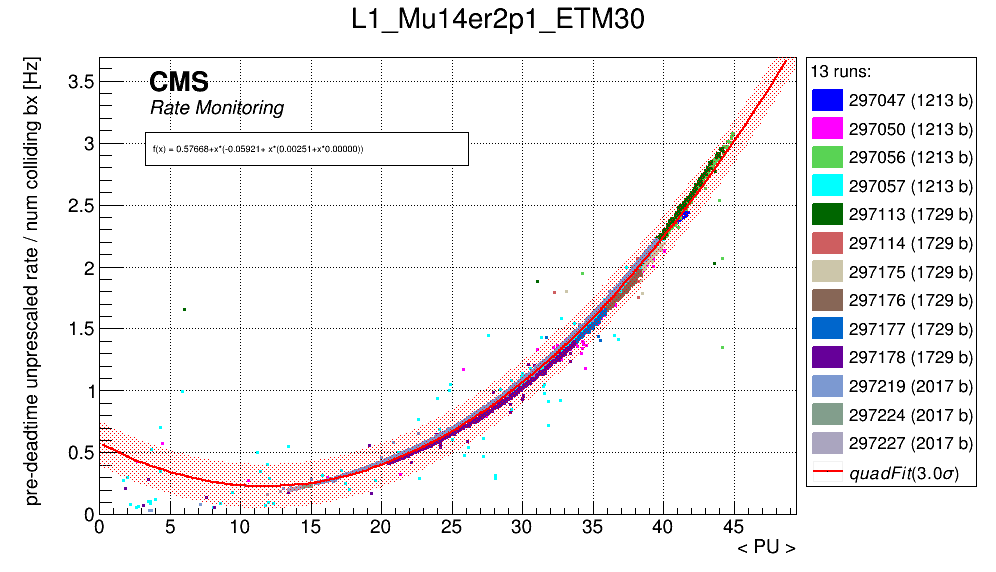 L1_Mu14er2p1_ETM30
pre-deadtime unprescaled rate / num colliding bx [Hz]
CMS
Rate Monitoring
f(x) = 0.57668+x*(-0.05921+ x*(0.00251+x*0.00000))
3.5
3
2.5
2
1.5
1
0.5
0
0 5 10 15 20 25 30 35 40 45
< PU >
13 runs:
297047 (1213 b)
297050 (1213 b)
297056 (1213 b)
297057 (1213 b)
297113 (1729 b)
297114 (1729 b)
297175 (1729 b)
297176 (1729 b)
297177 (1729 b)
297178 (1729 b)
297219 (2017 b)
297224 (2017 b)
297227 (2017 b)
quadFit(3.0σ)